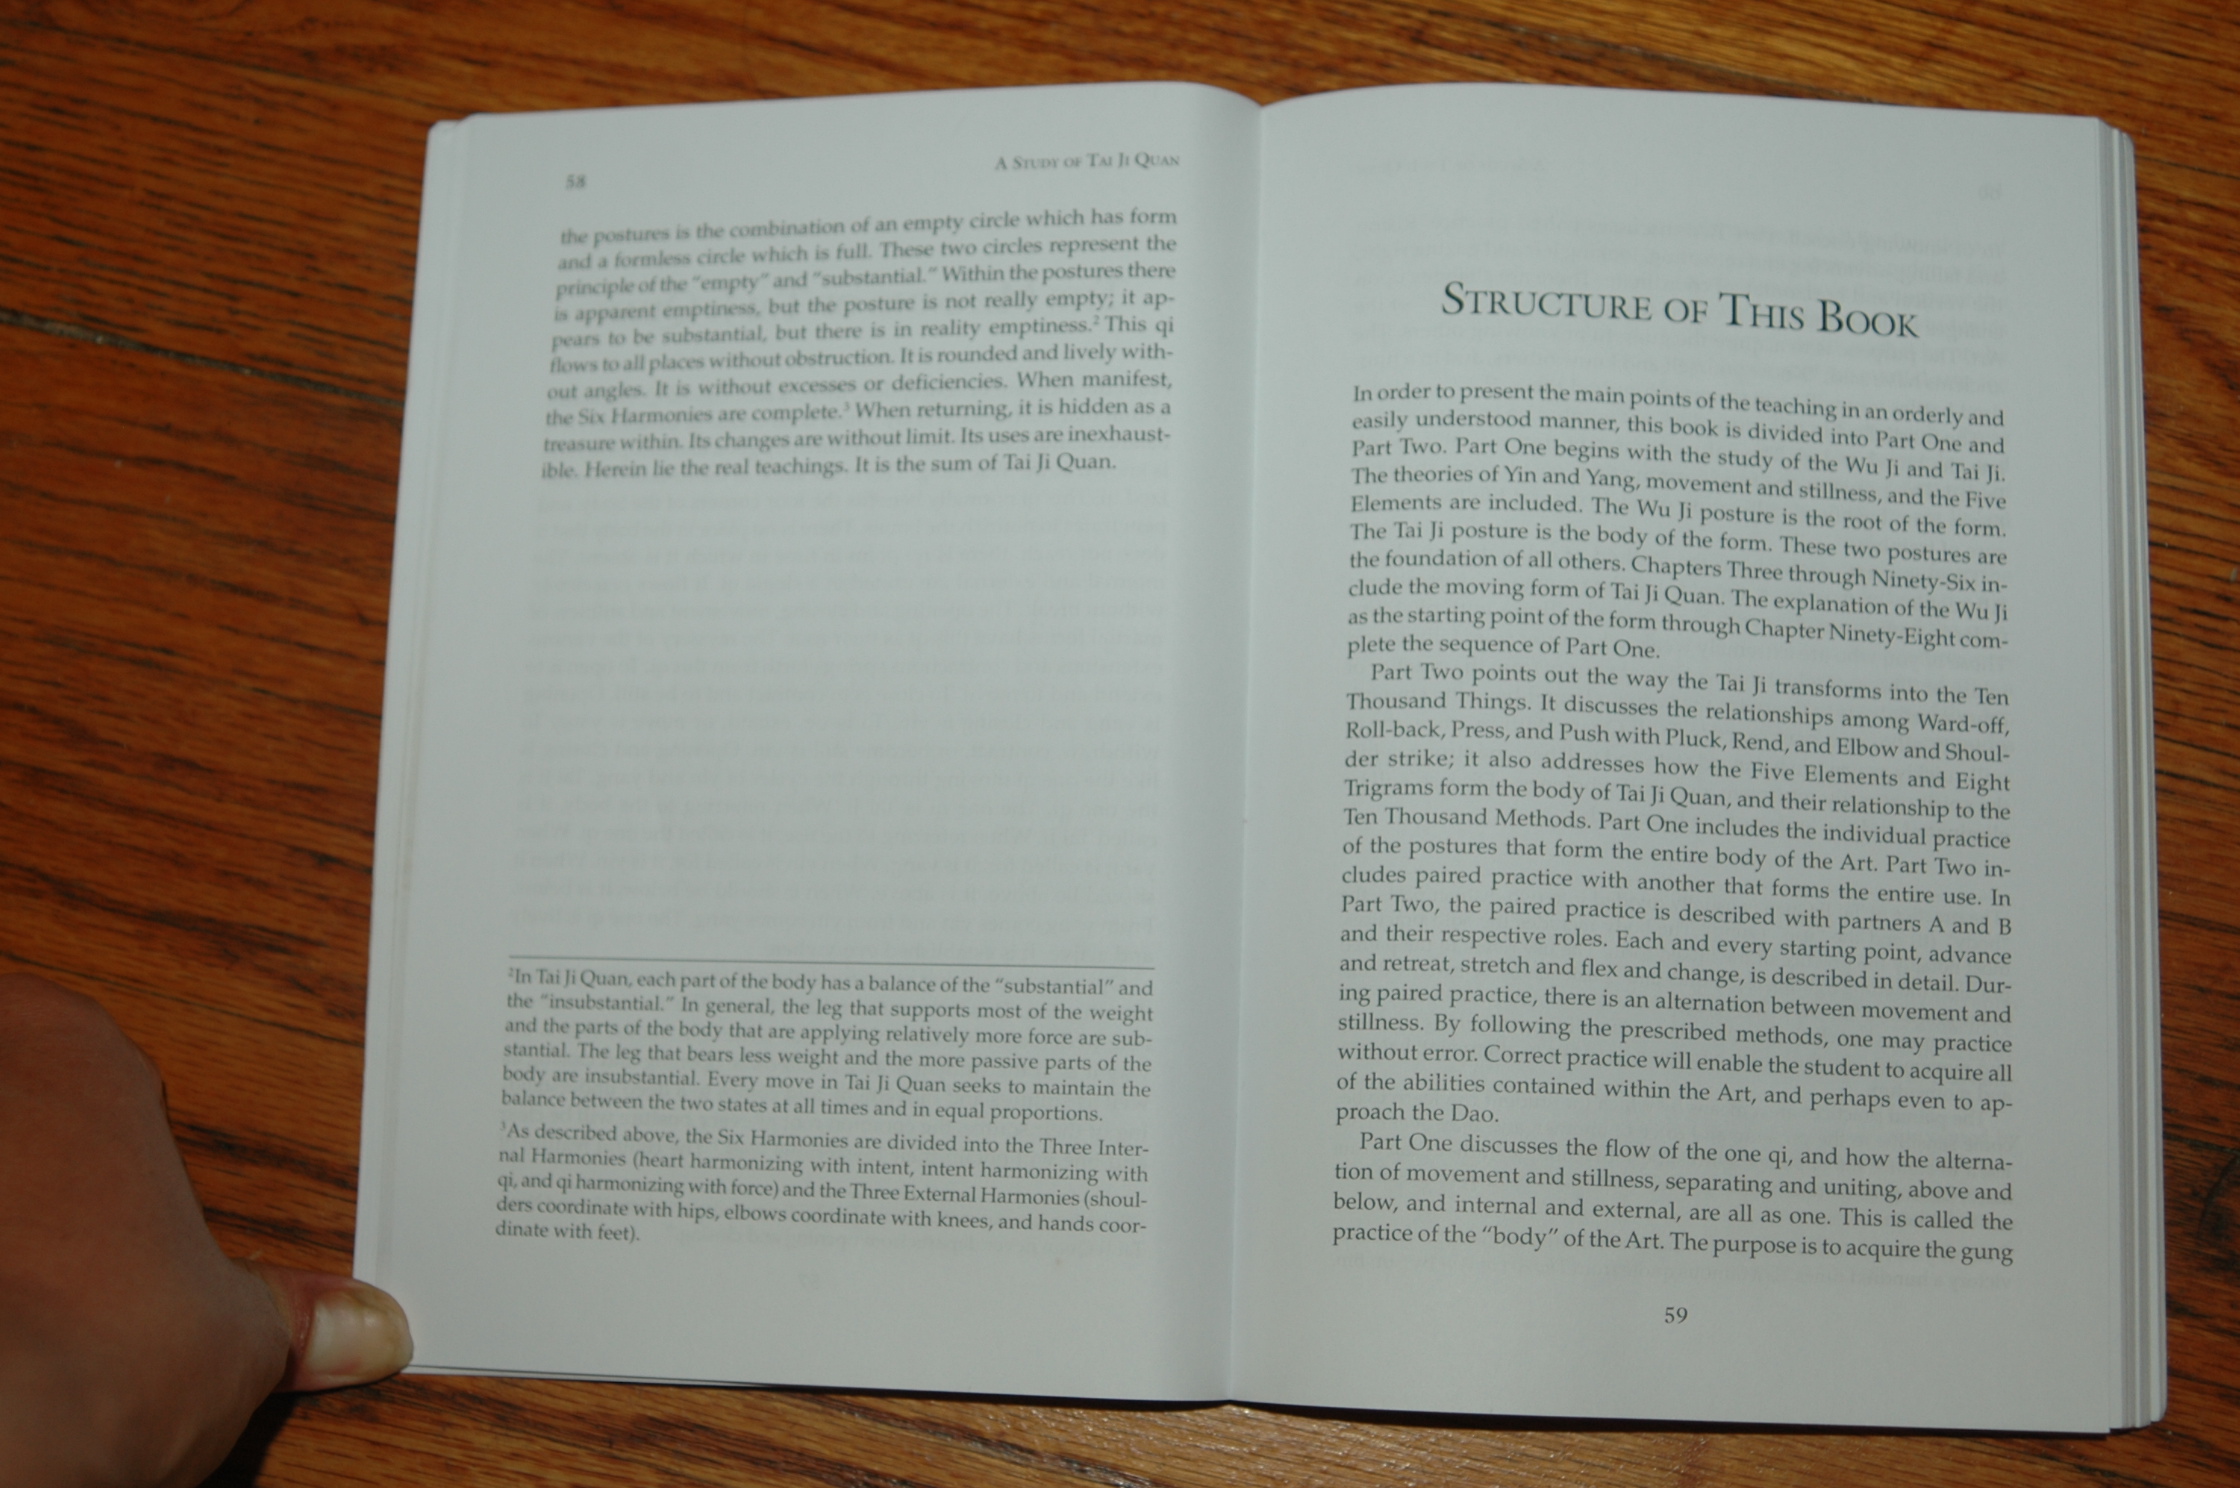 58
A STUDY OF TAI JI QUAN
the postures is the combination of an empty circle which has form
and a formless circle which is full. These two circles represent the
principle of the "empty" and "substantial." Within the postures there
is apparent emptiness, but the posture is not really empty; it ap-
pears to be substantial, but there is in reality emptiness.² This qi
flows to all places without obstruction. It is rounded and lively with-
out angles. It is without excesses or deficiencies. When manifest,
the Six Harmonies are complete.³ When returning, it is hidden as a
treasure within. Its changes are without limit. Its uses are inexhaust-
ible. Herein lie the real teachings. It is the sum of Tai Ji Quan.
²In Tai Ji Quan, each part of the body has a balance of the "substantial" and
the "insubstantial." In general, the leg that supports most of the weight
and the parts of the body that are applying relatively more force are sub-
stantial. The leg that bears less weight and the more passive parts of the
body are insubstantial. Every move in Tai Ji Quan seeks to maintain the
balance between the two states at all times and in equal proportions.
³As described above, the Six Harmonies are divided into the Three Inter-
nal Harmonies (heart harmonizing with intent, intent harmonizing with
qi, and qi harmonizing with force) and the Three External Harmonies (shoul-
ders coordinate with hips, elbows coordinate with knees, and hands coor-
dinate with feet).
STRUCTURE OF THIS BOOK
In order to present the main points of the teaching in an orderly and
easily understood manner, this book is divided into Part One and
Part Two. Part One begins with the study of the Wu Ji and Tai Ji.
The theories of Yin and Yang, movement and stillness, and the Five
Elements are included. The Wu Ji posture is the root of the form.
The Tai Ji posture is the body of the form. These two postures are
the foundation of all others. Chapters Three through Ninety-Six in-
clude the moving form of Tai Ji Quan. The explanation of the Wu Ji
as the starting point of the form through Chapter Ninety-Eight com-
plete the sequence of Part One.
Part Two points out the way the Tai Ji transforms into the Ten
Thousand Things. It discusses the relationships among Ward-off,
Roll-back, Press, and Push with Pluck, Rend, and Elbow and Shoul-
der strike; it also addresses how the Five Elements and Eight
Trigrams form the body of Tai Ji Quan, and their relationship to the
Ten Thousand Methods. Part One includes the individual practice
of the postures that form the entire body of the Art. Part Two in-
cludes paired practice with another that forms the entire use. In
Part Two, the paired practice is described with partners A and B
and their respective roles. Each and every starting point, advance
and retreat, stretch and flex and change, is described in detail. Dur-
ing paired practice, there is an alternation between movement and
stillness. By following the prescribed methods, one may practice
without error. Correct practice will enable the student to acquire all
of the abilities contained within the Art, and perhaps even to ap-
proach the Dao.
Part One discusses the flow of the one qi, and how the alterna-
tion of movement and stillness, separating and uniting, above and
below, and internal and external, are all as one. This is called the
practice of the "body" of the Art. The purpose is to acquire the gung
59